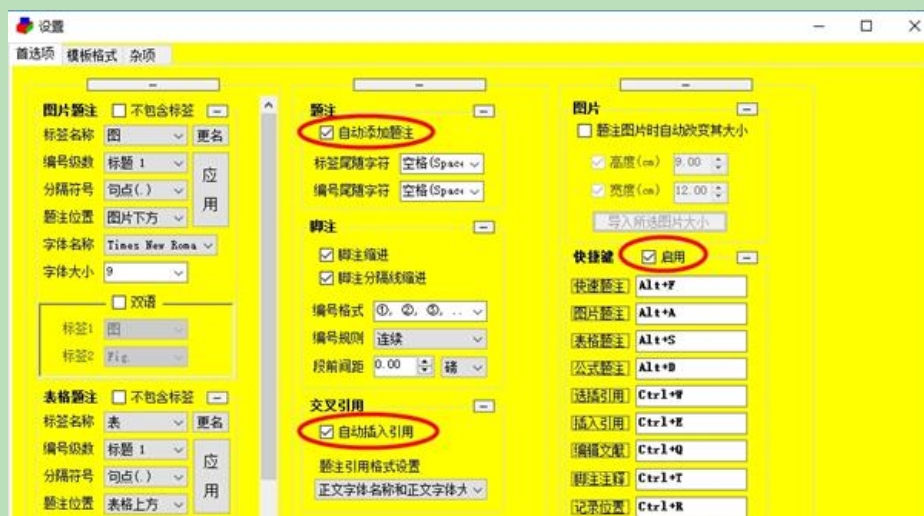 设置
首选项 模板格式 杂项
图片题注 不包含标签
标签名称 图 更名
编号级数 标题 1
分隔符号 句点(.)
应用
题注位置 图片下方
字体名称 Times New Roma
字体大小 9
双语
标签1 图
标签2 Fig.
表格题注 不包含标签
标签名称 表 更名
编号级数 标题 1
分隔符号 句点(.)
应用
题注位置 表格上方
题注
自动添加题注
标签尾随字符 空格(Space
编号尾随字符 空格(Space
脚注
脚注缩进
脚注分隔线缩进
编号格式 ①, ②, ③, ..
编号规则 连续
段前间距 0.00 磅
交叉引用
自动插入引用
题注引用格式设置
正文字体名称和正文字体大
图片
题注图片时自动改变其大小
高度(cm) 9.00
宽度(cm) 12.00
导入所选图片大小
快捷键 启用
快速题注 Alt+F
图片题注 Alt+A
表格题注 Alt+S
公式题注 Alt+D
选插引用 Ctrl+W
插入引用 Ctrl+E
编辑文献 Ctrl+Q
脚注注释 Ctrl+T
记录位置 Ctrl+R